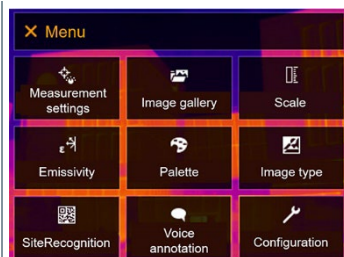 Menu
Measurement
settings
Image gallery
Scale
ε
Emissivity
Palette
Image type
SiteRecognition
Voice
annotation
Configuration